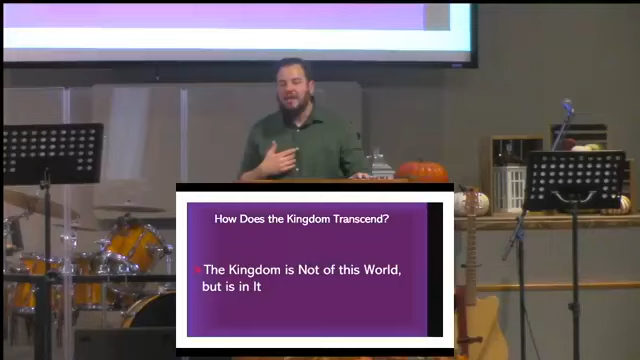 How Does the Kingdom Transcend?
The Kingdom is Not of this World,
but is in It